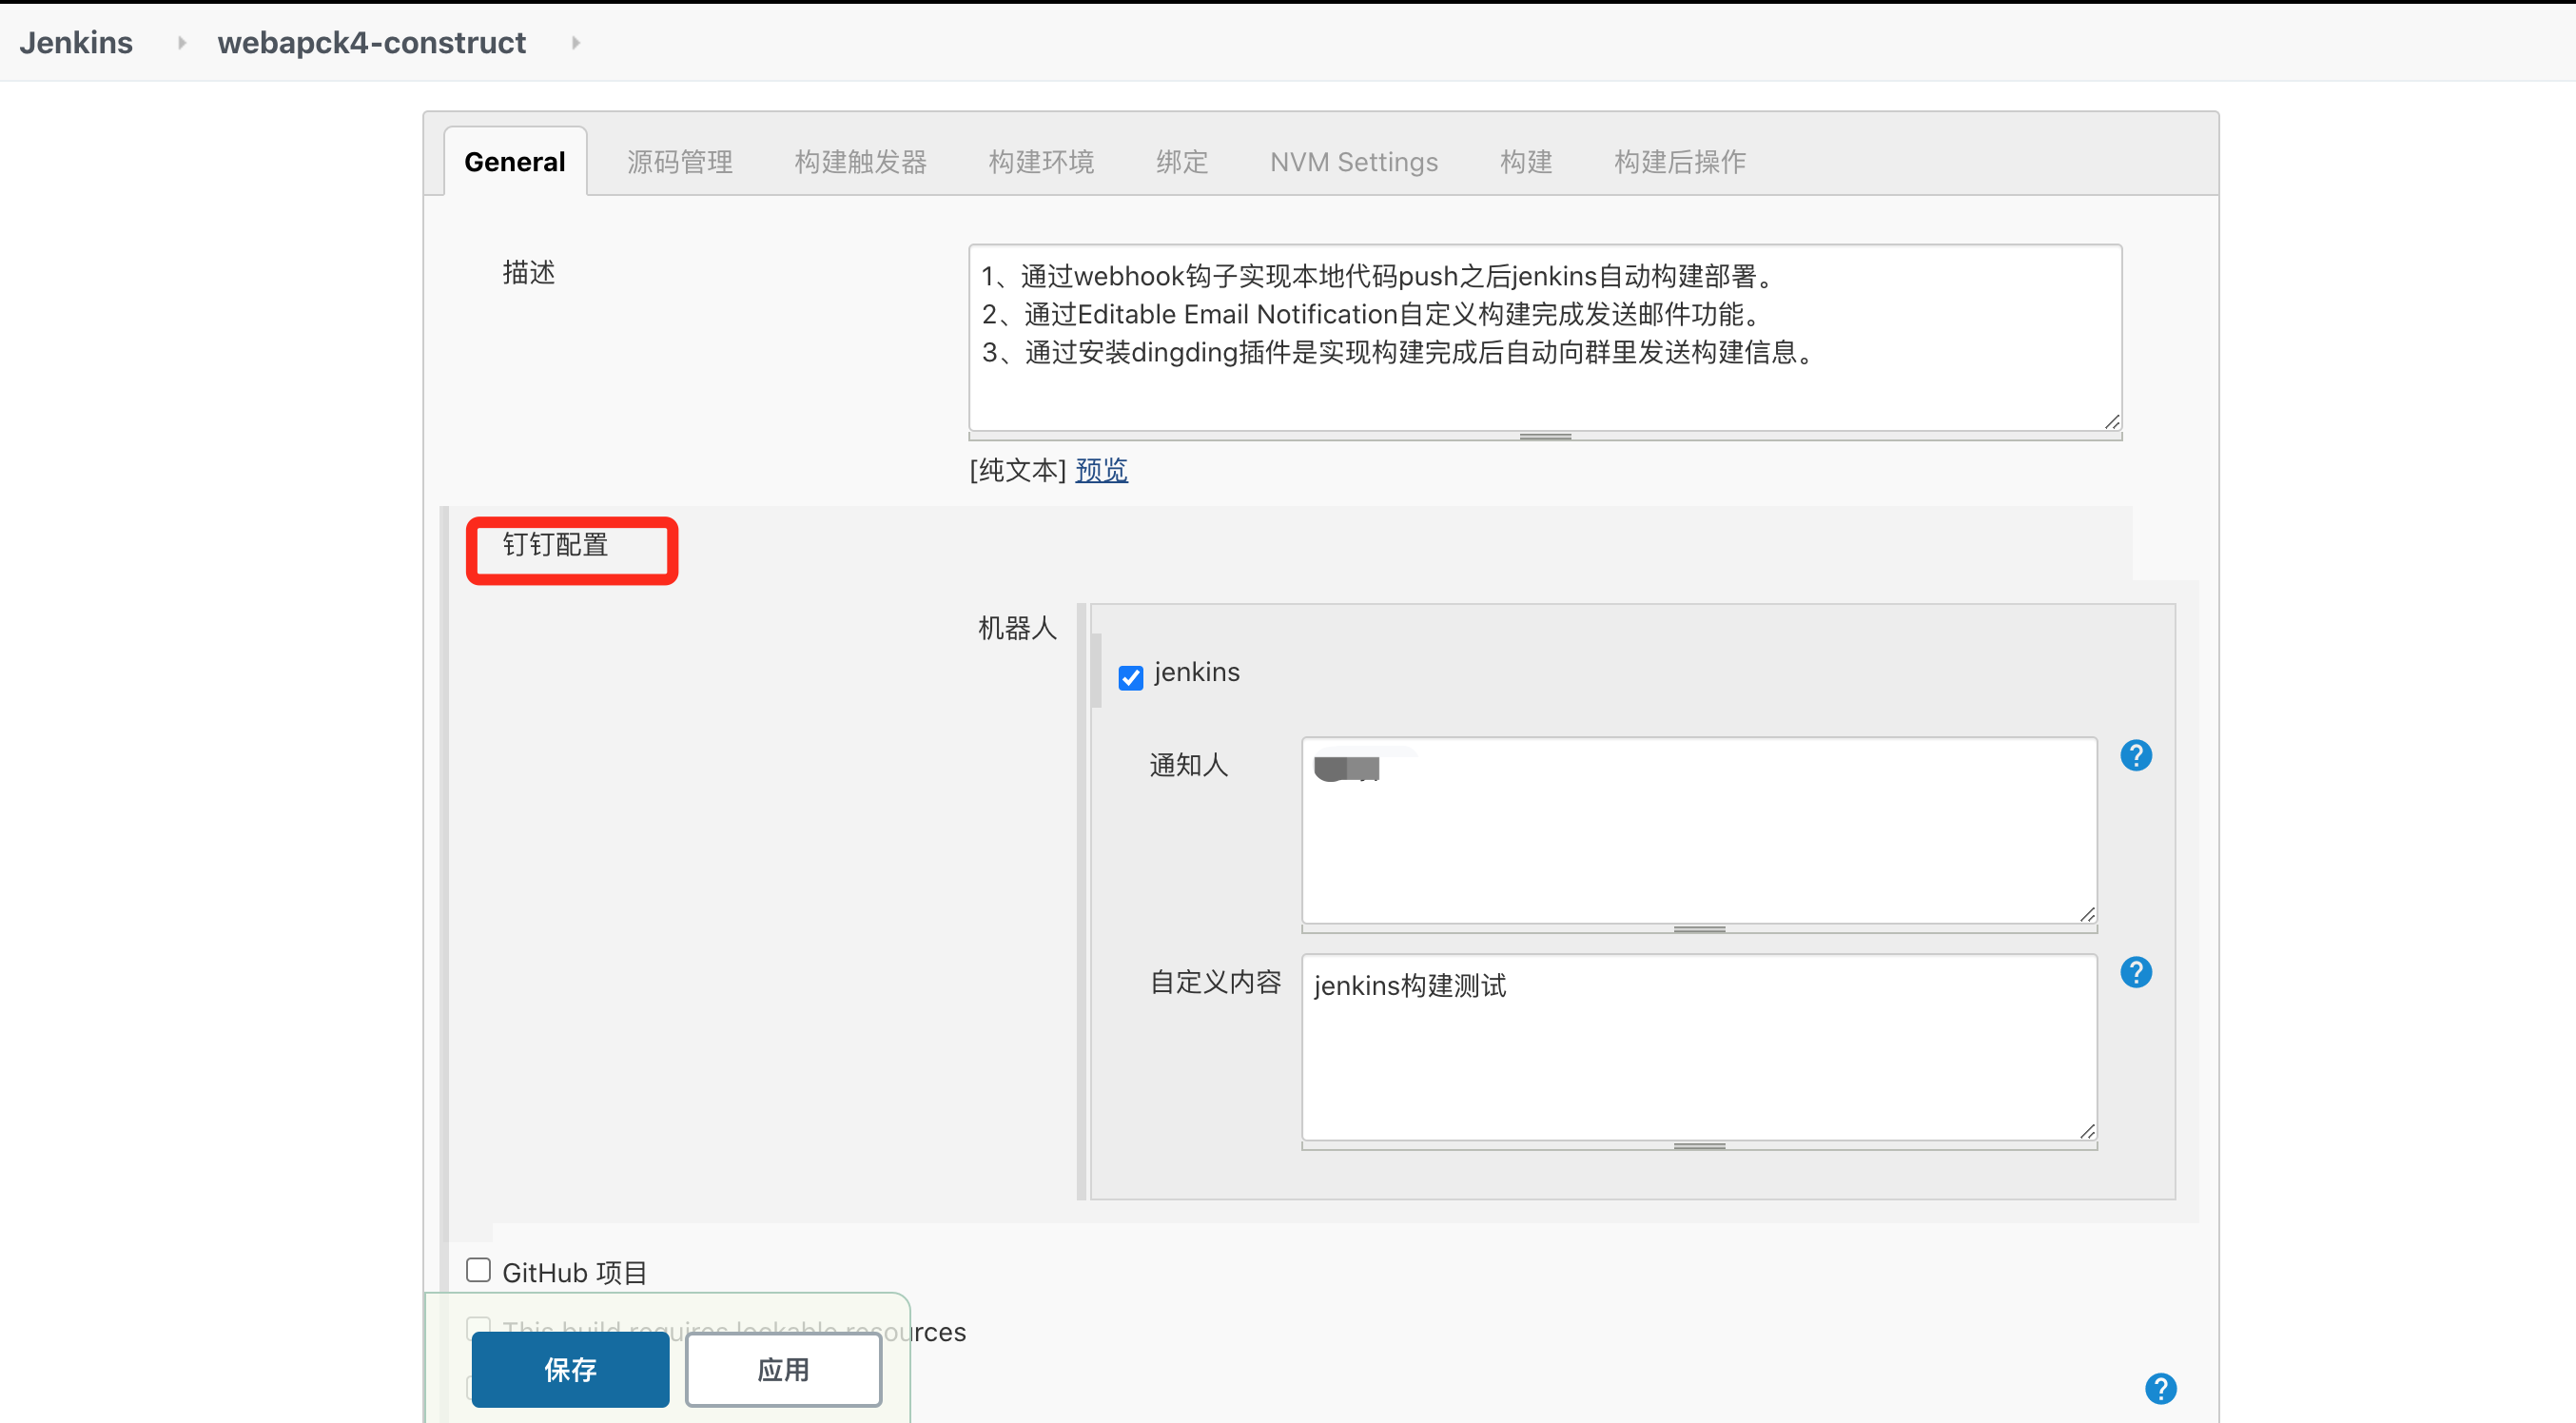 Jenkins webapck4-construct
General 源码管理 构建触发器 构建环境 绑定 NVM Settings 构建 构建后操作
描述
1、通过webhook钩子实现本地代码push之后jenkins自动构建部署。
2、通过Editable Email Notification自定义构建完成发送邮件功能。
3、通过安装dingding插件是实现构建完成后自动向群里发送构建信息。
[纯文本] 预览
钉钉配置
机器人
jenkins
通知人
自定义内容
jenkins构建测试
GitHub 项目
This build requires lockable resources
保存 应用